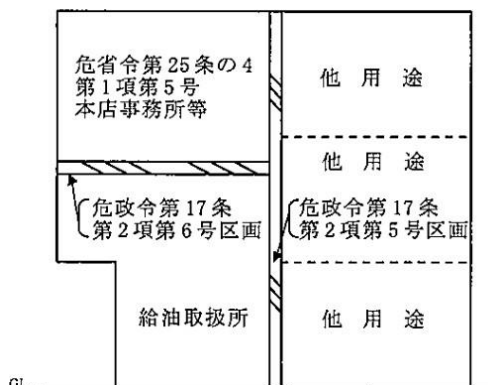 危省令第25条の4
第1項第5号
本店事務所等
他用途
他用途
危政令第17条
第2項第6号区画
危政令第17条
第2項第5号区画
給油取扱所
他用途
GL